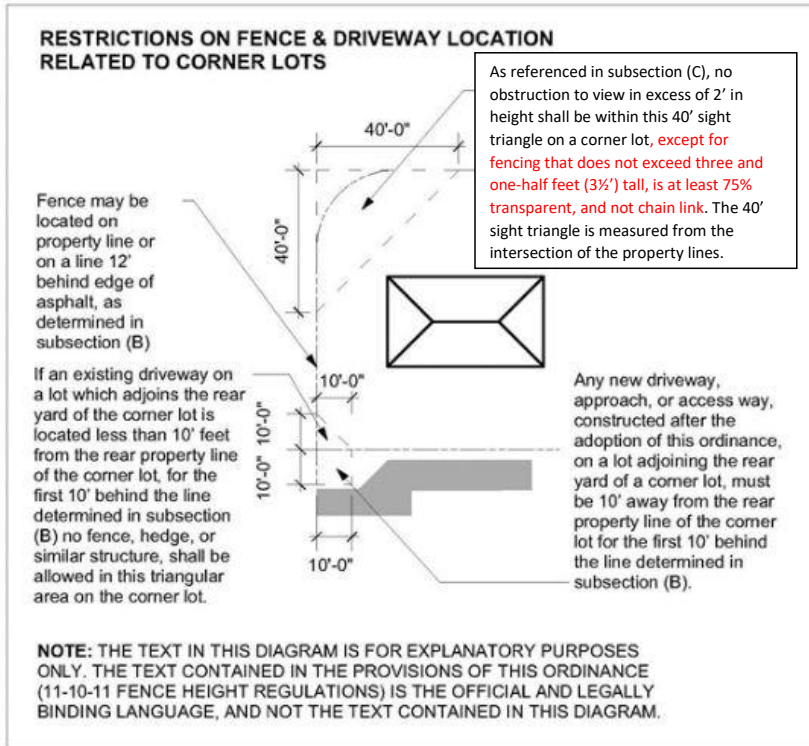 RESTRICTIONS ON FENCE & DRIVEWAY LOCATION
RELATED TO CORNER LOTS
As referenced in subsection (C), no
obstruction to view in excess of 2' in
height shall be within this 40' sight
triangle on a corner lot, except for
fencing that does not exceed three and
one-half feet (3½') tall, is at least 75%
transparent, and not chain link. The 40'
sight triangle is measured from the
intersection of the property lines.
40'-0"
40'-0"
Fence may be
located on
property line or
on a line 12'
behind edge of
asphalt, as
determined in
subsection (B)
If an existing driveway on
a lot which adjoins the rear
yard of the corner lot is
located less than 10' feet
from the rear property line
of the corner lot, for the
first 10' behind the line
determined in subsection
(B) no fence, hedge, or
similar structure, shall be
allowed in this triangular
area on the corner lot.
10'-0"
10'-0"
10'-0"
10'-0"
Any new driveway,
approach, or access way,
constructed after the
adoption of this ordinance,
on a lot adjoining the rear
yard of a corner lot, must
be 10' away from the rear
property line of the corner
lot for the first 10' behind
the line determined in
subsection (B).
NOTE: THE TEXT IN THIS DIAGRAM IS FOR EXPLANATORY PURPOSES
ONLY. THE TEXT CONTAINED IN THE PROVISIONS OF THIS ORDINANCE
(11-10-11 FENCE HEIGHT REGULATIONS) IS THE OFFICIAL AND LEGALLY
BINDING LANGUAGE, AND NOT THE TEXT CONTAINED IN THIS DIAGRAM.